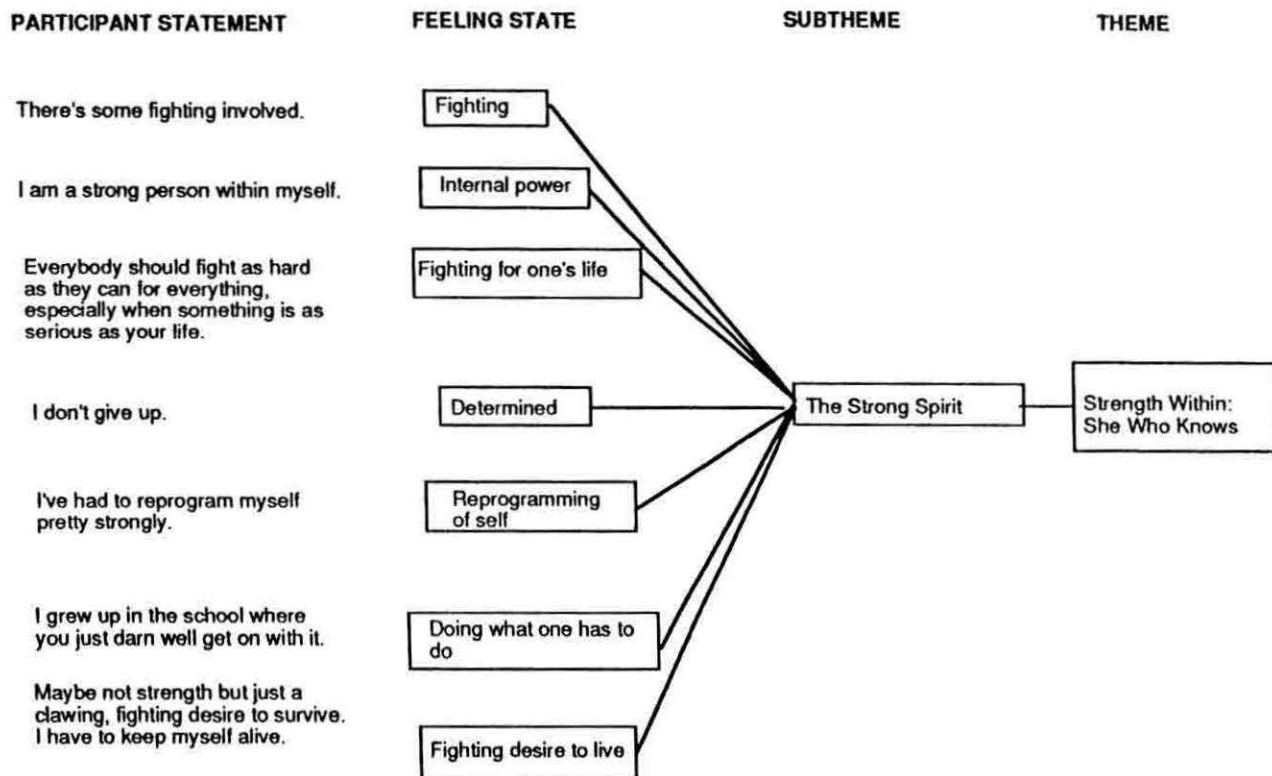 PARTICIPANT STATEMENT FEELING STATE SUBTHEME THEME
There's some fighting involved. Fighting
I am a strong person within myself. Internal power
Everybody should fight as hard
as they can for everything,
especially when something is as
serious as your life.
Fighting for one's life
I don't give up. Determined The Strong Spirit
Strength Within:
She Who Knows
I've had to reprogram myself
pretty strongly.
Reprogramming
of self
I grew up in the school where
you just darn well get on with it.
Doing what one has to
do
Maybe not strength but just a
clawing, fighting desire to survive.
I have to keep myself alive.
Fighting desire to live